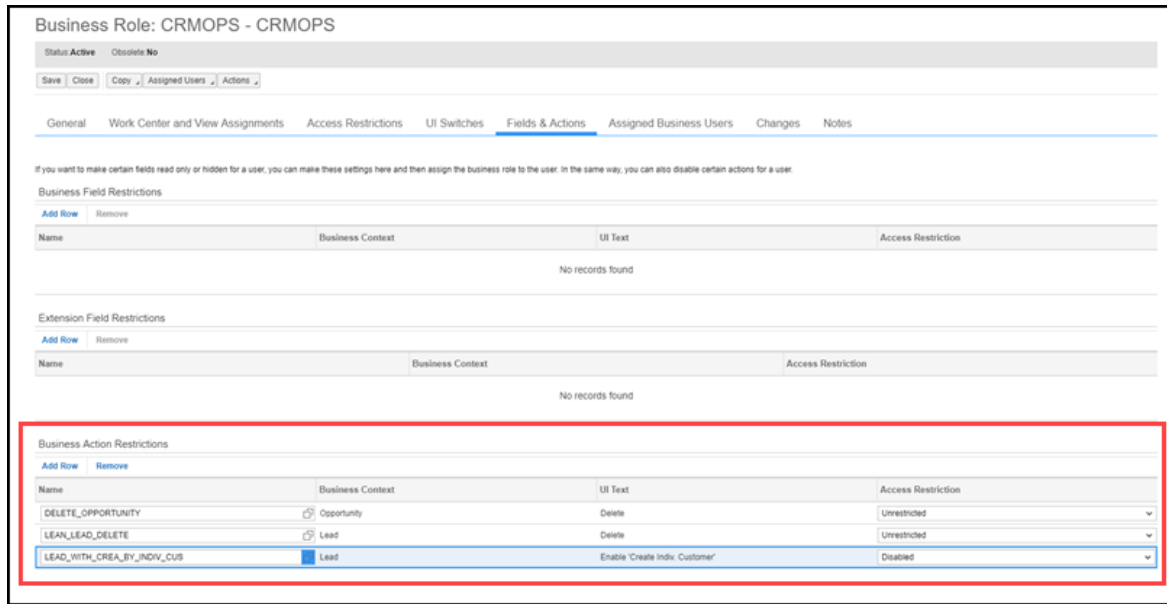 Business Role: CRMOPS - CRMOPS
Status:Active Obsolete:No
Save Close Copy Assigned Users Actions
General Work Center and View Assignments Access Restrictions UI Switches Fields & Actions Assigned Business Users Changes Notes
If you want to make certain fields read only or hidden for a user, you can make these settings here and then assign the business role to the user. In the same way, you can also disable certain actions for a user.
Business Field Restrictions
Add Row Remove
Name Business Context UI Text Access Restriction
No records found
Extension Field Restrictions
Add Row Remove
Name Business Context Access Restriction
No records found
Business Action Restrictions
Add Row Remove
Name Business Context UI Text Access Restriction
DELETE_OPPORTUNITY Opportunity Delete Unrestricted
LEAN_LEAD_DELETE Lead Delete Unrestricted
LEAD_WITH_CREA_BY_INDIV_CUS Lead Enable 'Create Indiv. Customer' Disabled